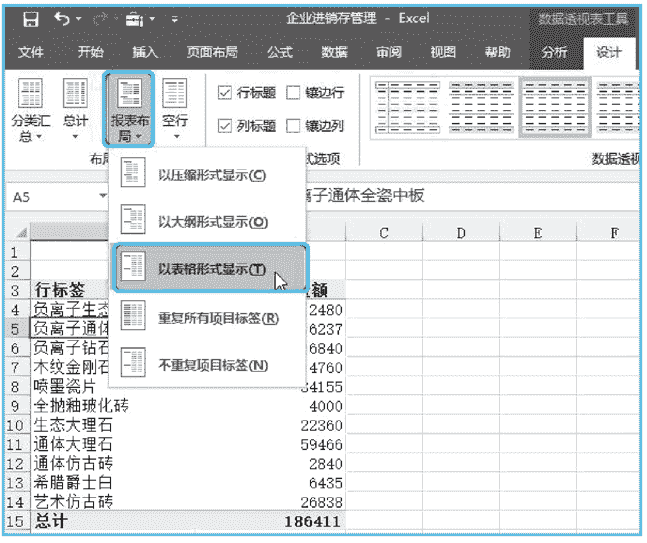 企业进销存管理 - Excel
数据透视表工具
文件 开始 插入 页面布局 公式 数据 审阅 视图 帮助 分析 设计
分类汇总 总计 报表布局 空行
行标题 镶边行
列标题 镶边列
布局 式选项 数据透视
A5 离子通体全瓷中板
以压缩形式显示(C)
以大纲形式显示(O)
以表格形式显示(T)
重复所有项目标签(R)
不重复项目标签(N)
C D E F
1
2
3 行标签 额
4 负离子生态 2480
5 负离子通体 6237
6 负离子钻石 6840
7 木纹金刚石 4760
8 喷墨瓷片 34155
9 全抛釉玻化砖 4000
10 生态大理石 22360
11 通体大理石 59466
12 通体仿古砖 2840
13 希腊爵士白 6435
14 艺术仿古砖 26838
15 总计 186411